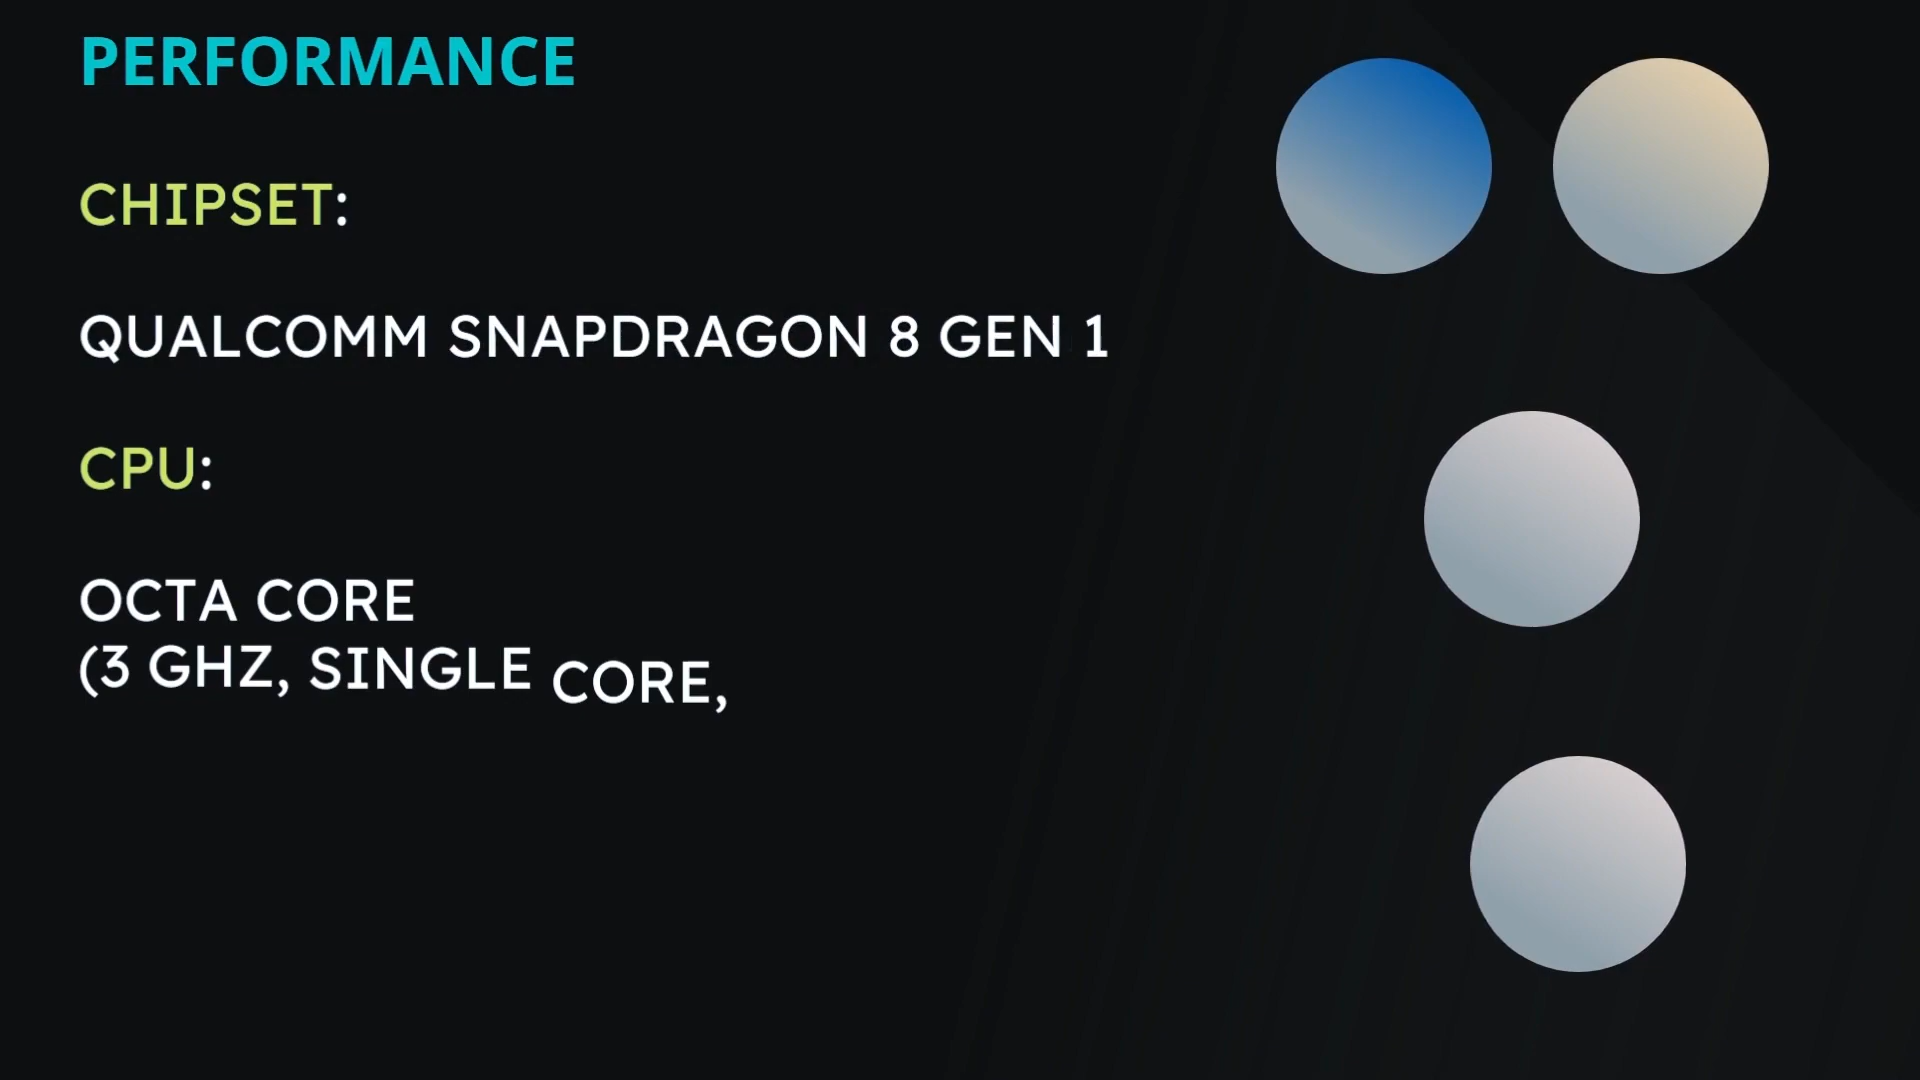 PERFORMANCE
CHIPSET:
QUALCOMM SNAPDRAGON 8 GEN 1
CPU:
OCTA CORE
(3 GHZ, SINGLE CORE,